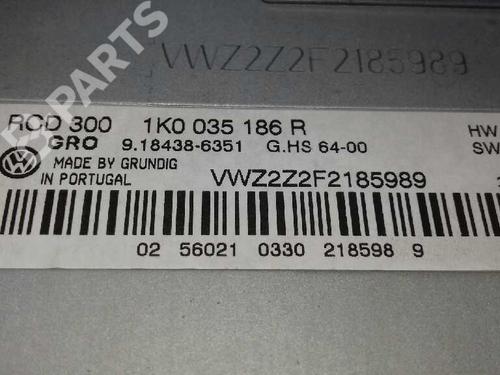 VWZ2Z2F2185989
RCD 300 1K0 035 186 R HW
GRO 9.18438-6351 G.HS 64-00 SW
MADE BY GRUNDIG
IN PORTUGAL VWZ2Z2F2185989
02 56021 0330 218598 9
PARTS